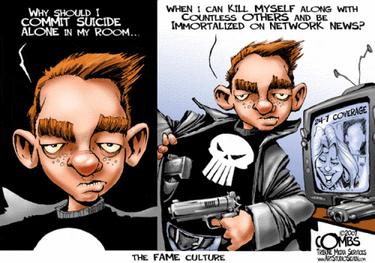 WHY SHOULD I
COMMIT SUICIDE
ALONE IN MY ROOM...
WHEN I CAN KILL MYSELF ALONG WITH
COUNTLESS OTHERS AND BE
IMMORTALIZED ON NETWORK NEWS?
24-7 COVERAGE
©2007
COMBS
TRIBUNE MEDIA SERVICES
THE FAME CULTURE